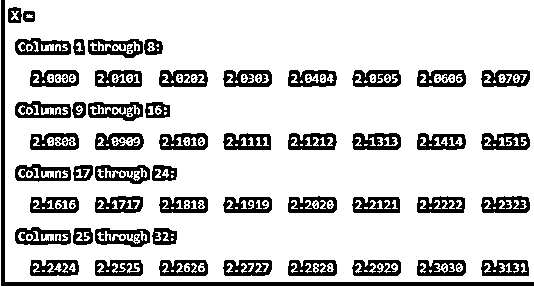 X =
Columns 1 through 8:
2.0000 2.0101 2.0202 2.0303 2.0404 2.0505 2.0606 2.0707
Columns 9 through 16:
2.0808 2.0909 2.1010 2.1111 2.1212 2.1313 2.1414 2.1515
Columns 17 through 24:
2.1616 2.1717 2.1818 2.1919 2.2020 2.2121 2.2222 2.2323
Columns 25 through 32:
2.2424 2.2525 2.2626 2.2727 2.2828 2.2929 2.3030 2.3131